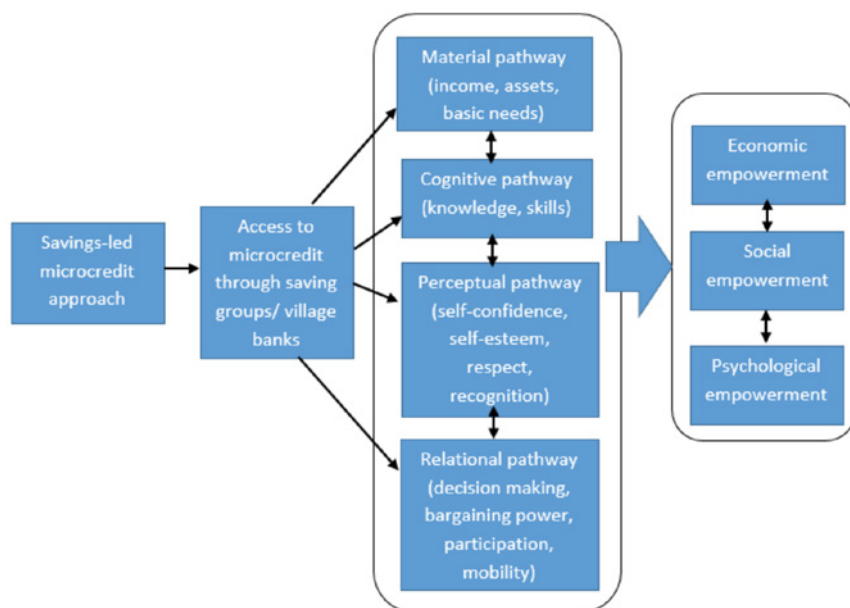 Savings-led
microcredit
approach
Access to
microcredit
through saving
groups/ village
banks
Material pathway
(income, assets,
basic needs)
Cognitive pathway
(knowledge, skills)
Perceptual pathway
(self-confidence,
self-esteem,
respect,
recognition)
Relational pathway
(decision making,
bargaining power,
participation,
mobility)
Economic
empowerment
Social
empowerment
Psychological
empowerment